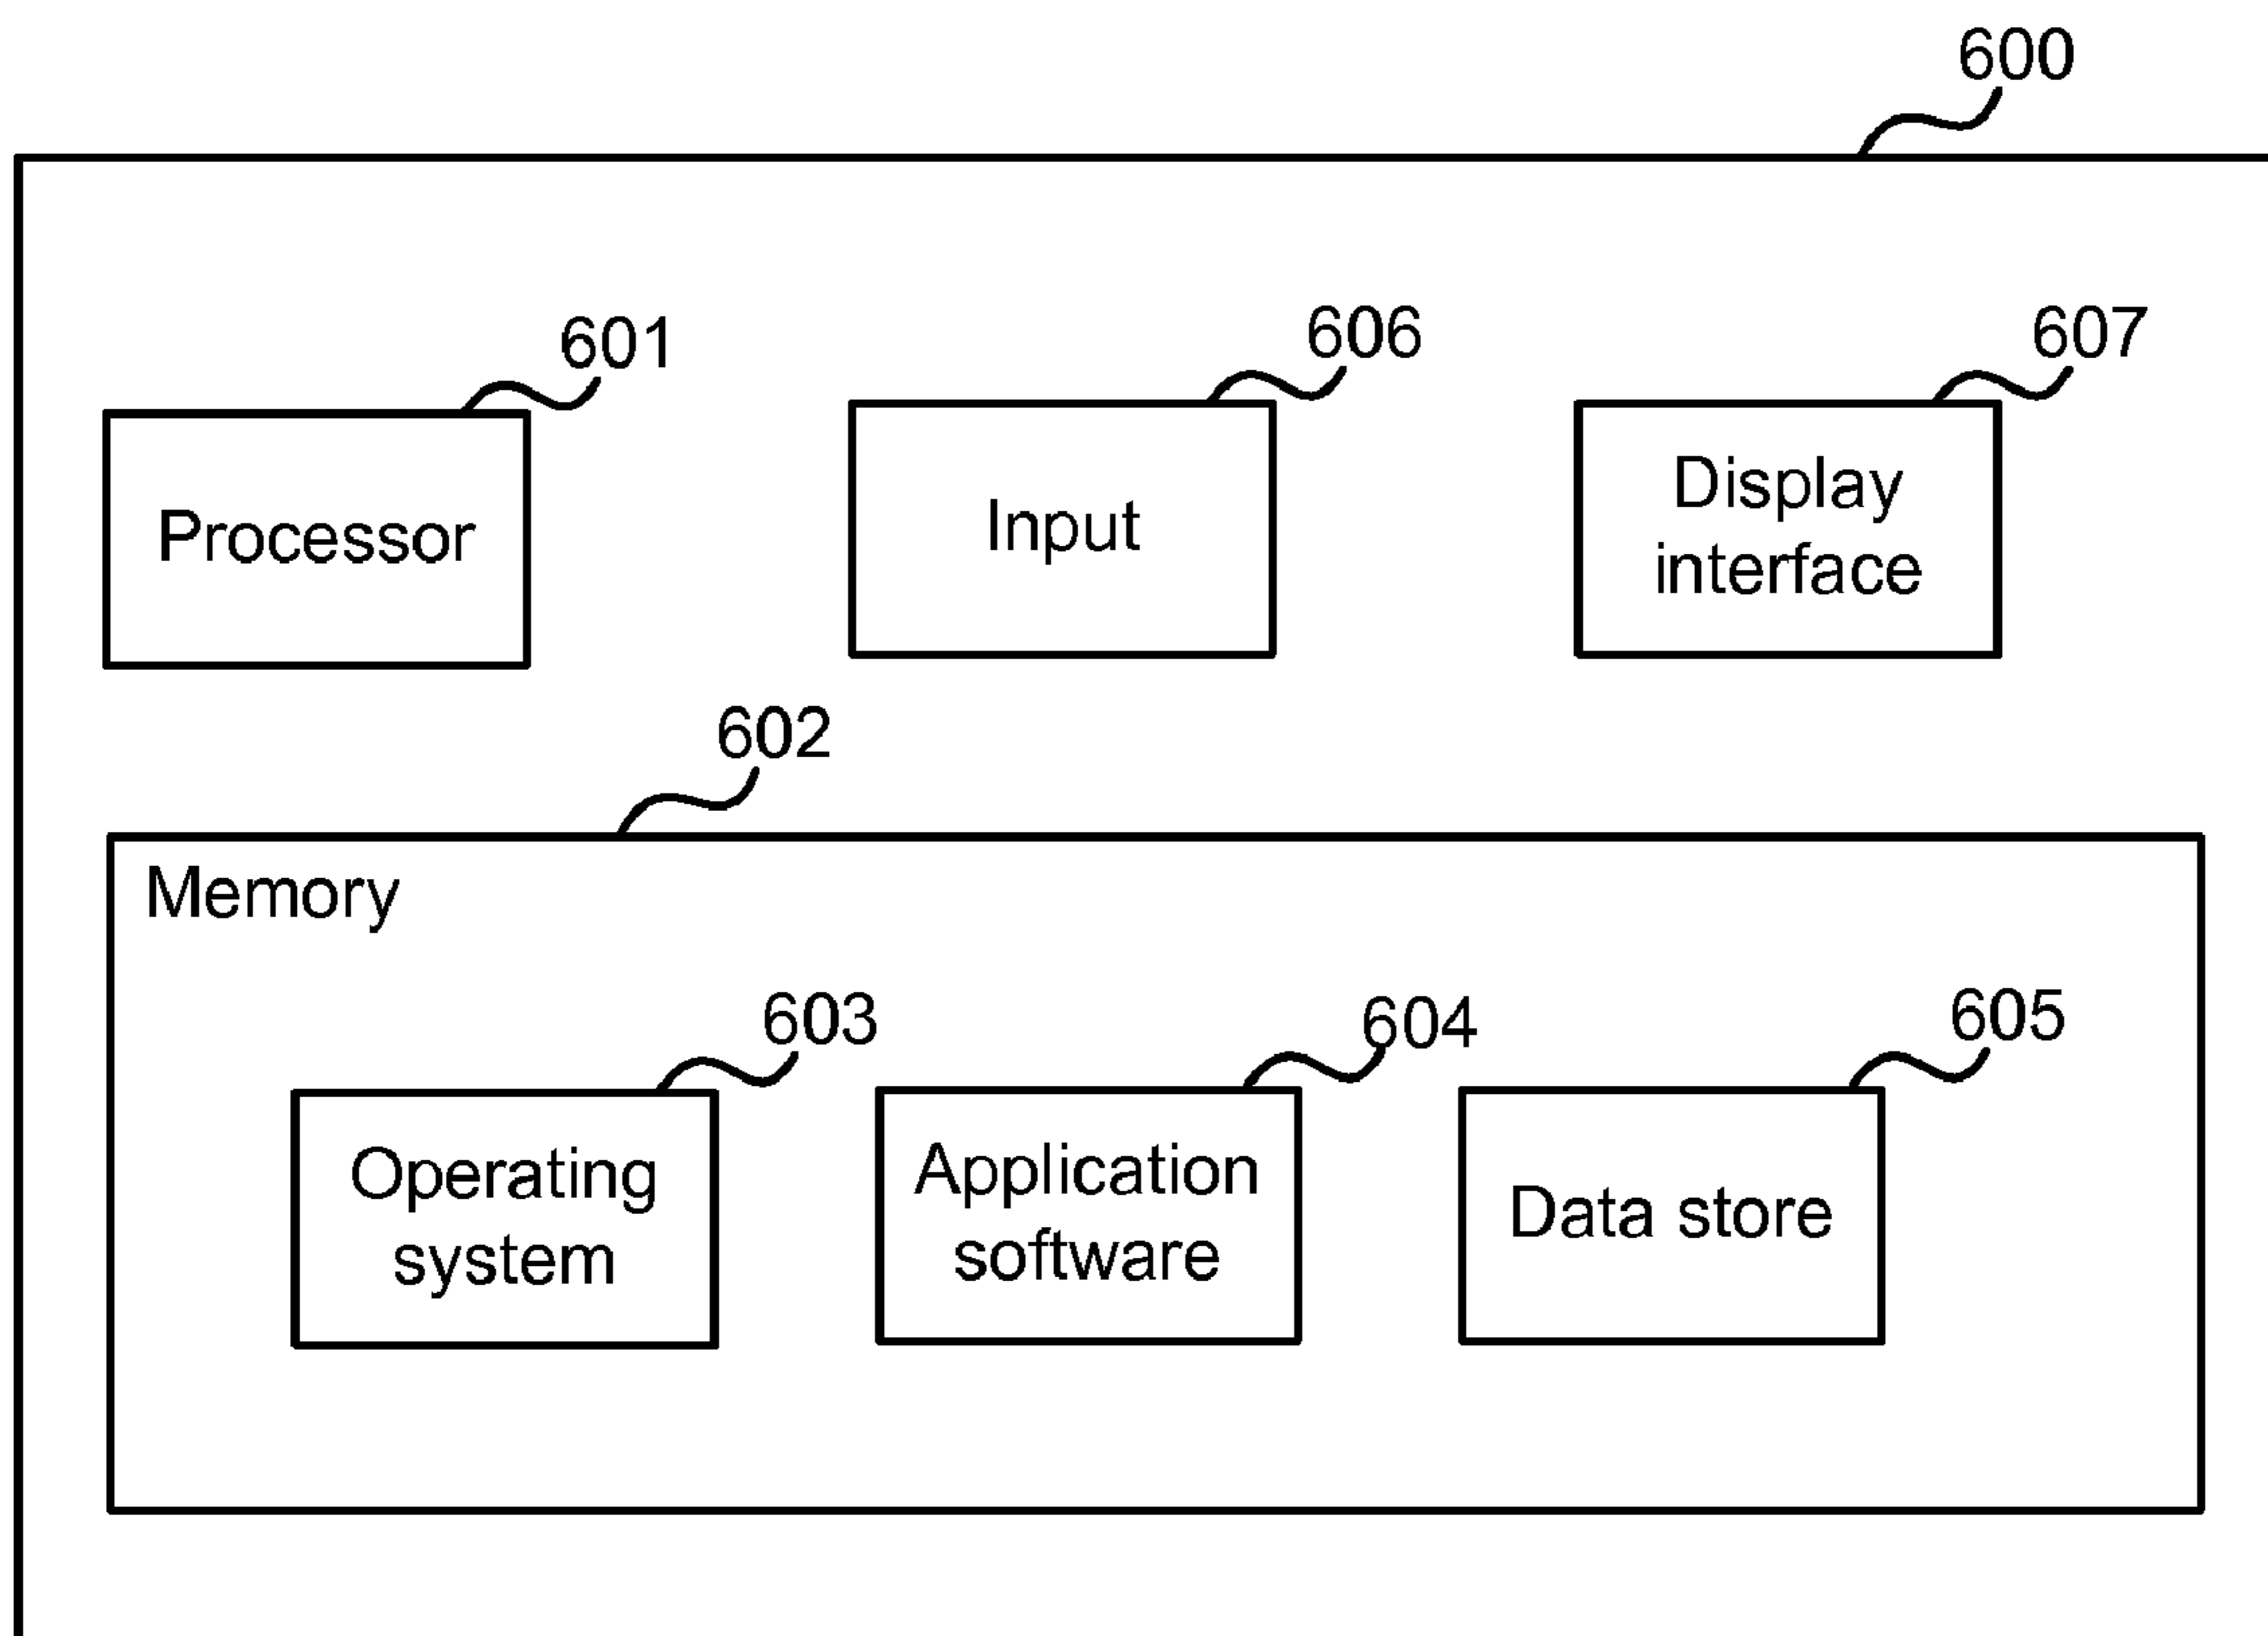 600
601
606
607
Processor
Input
Display
interface
602
Memory
603
604
605
Operating
system
Application
software
Data store